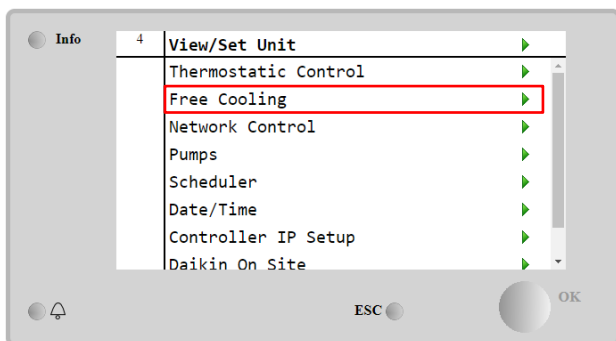 Info
4 View/Set Unit
Thermostatic Control
Free Cooling
Network Control
Pumps
Scheduler
Date/Time
Controller IP Setup
Daikin On Site
ESC
OK